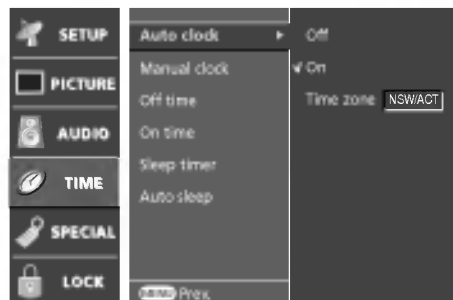 SETUP
PICTURE
AUDIO
TIME
SPECIAL
LOCK
Auto clock
Manual clock
Off time
On time
Sleep timer
Auto sleep
MENU Prev.
Off
On
Time zone NSW/ACT